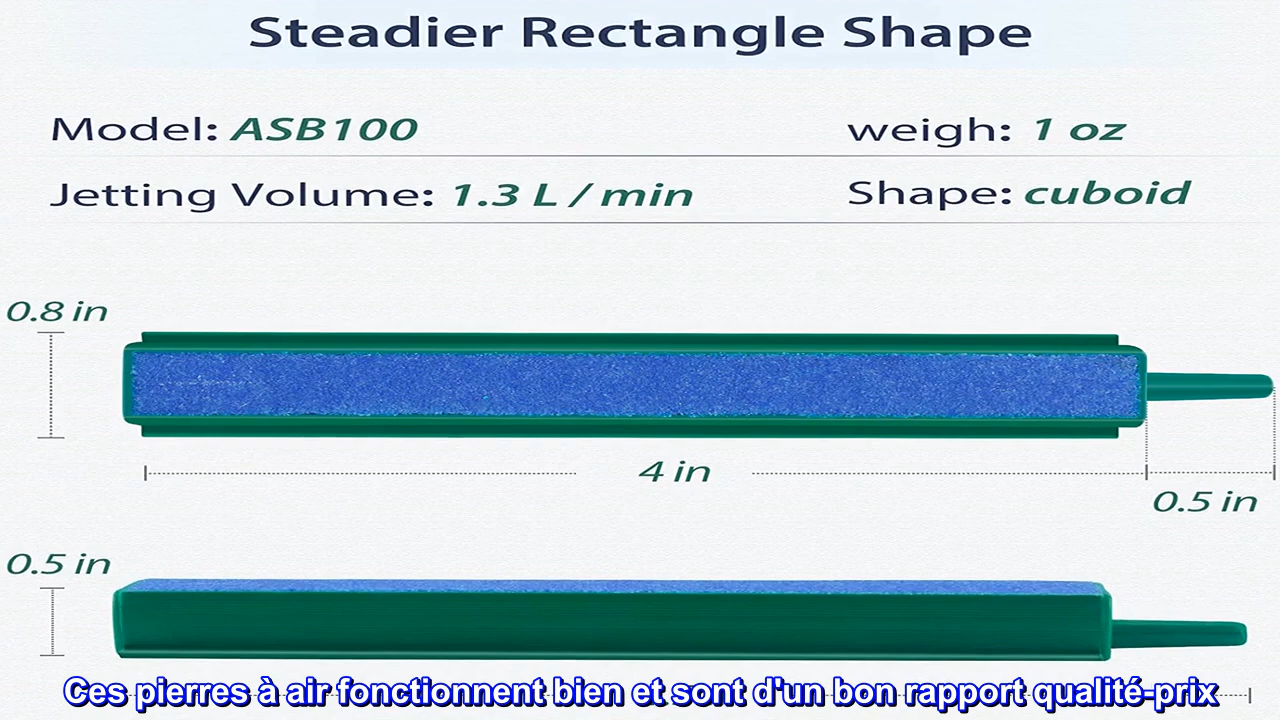 Steadier Rectangle Shape
Model: ASB100
weigh: 1 oz
Jetting Volume: 1.3 L / min
Shape: cuboid
0.8 in
4 in
0.5 in
0.5 in
Ces pierres à air fonctionnent bien et sont d'un bon rapport qualité-prix